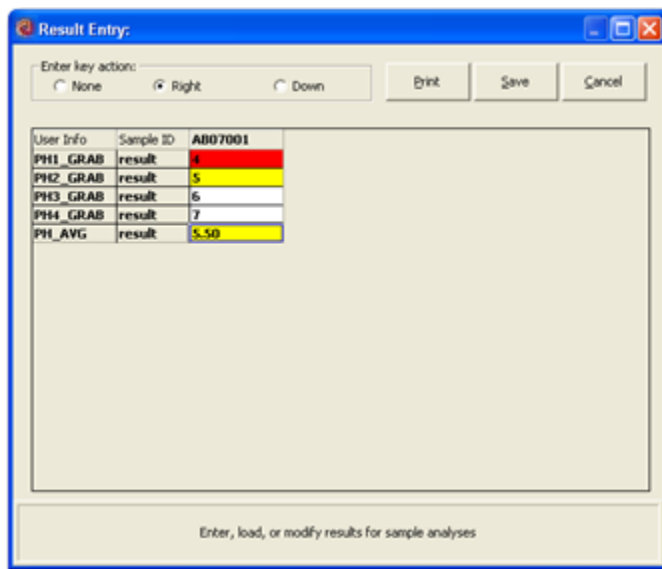 Result Entry:
Enter key action:
None Right Down Print Save Cancel
User Info Sample ID AB07001
PH1_GRAB result 4
PH2_GRAB result 5
PH3_GRAB result 6
PH4_GRAB result 7
PH_AVG result 5.50
Enter, load, or modify results for sample analyses